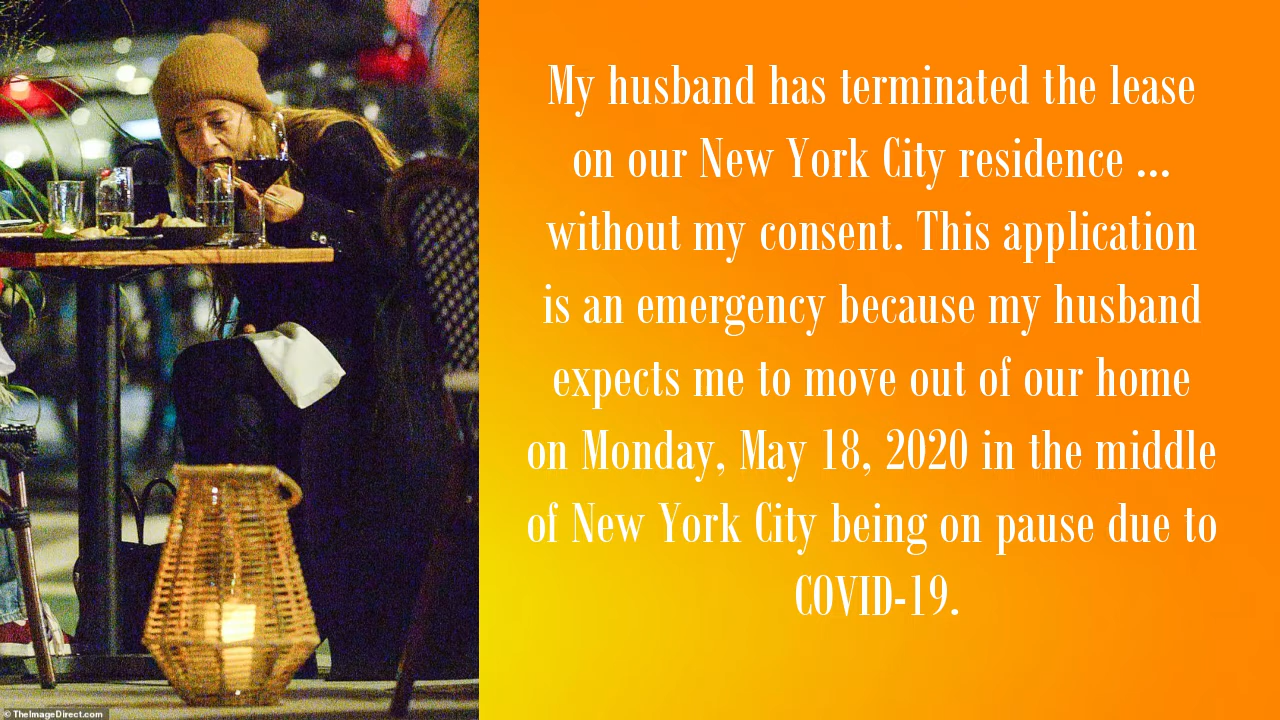 My husband has terminated the lease
on our New York City residence ...
without my consent. This application
is an emergency because my husband
expects me to move out of our home
on Monday, May 18, 2020 in the middle
of New York City being on pause due to
COVID-19.
© TheImageDirect.com